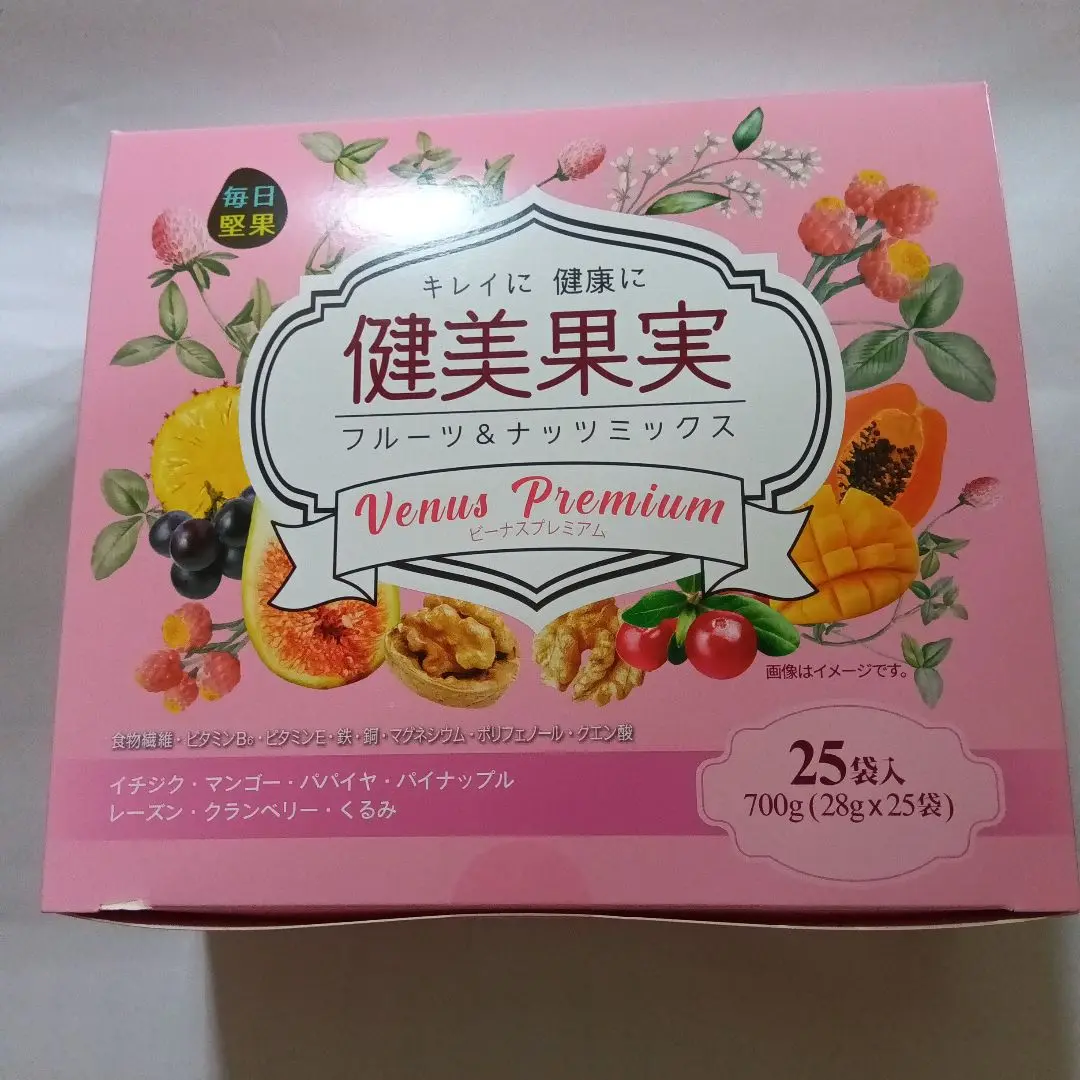 毎日
堅果
キレイに 健康に
健美果実
フルーツ&ナッツミックス
Venus Premium
ビーナスプレミアム
画像はイメージです。
食物繊維・ビタミンB₆・ビタミンE・鉄・銅・マグネシウム・ポリフェノール・クエン酸
イチジク・マンゴー・パパイヤ・パイナップル
レーズン・クランベリー・くるみ
25袋入
700g(28gx25袋)